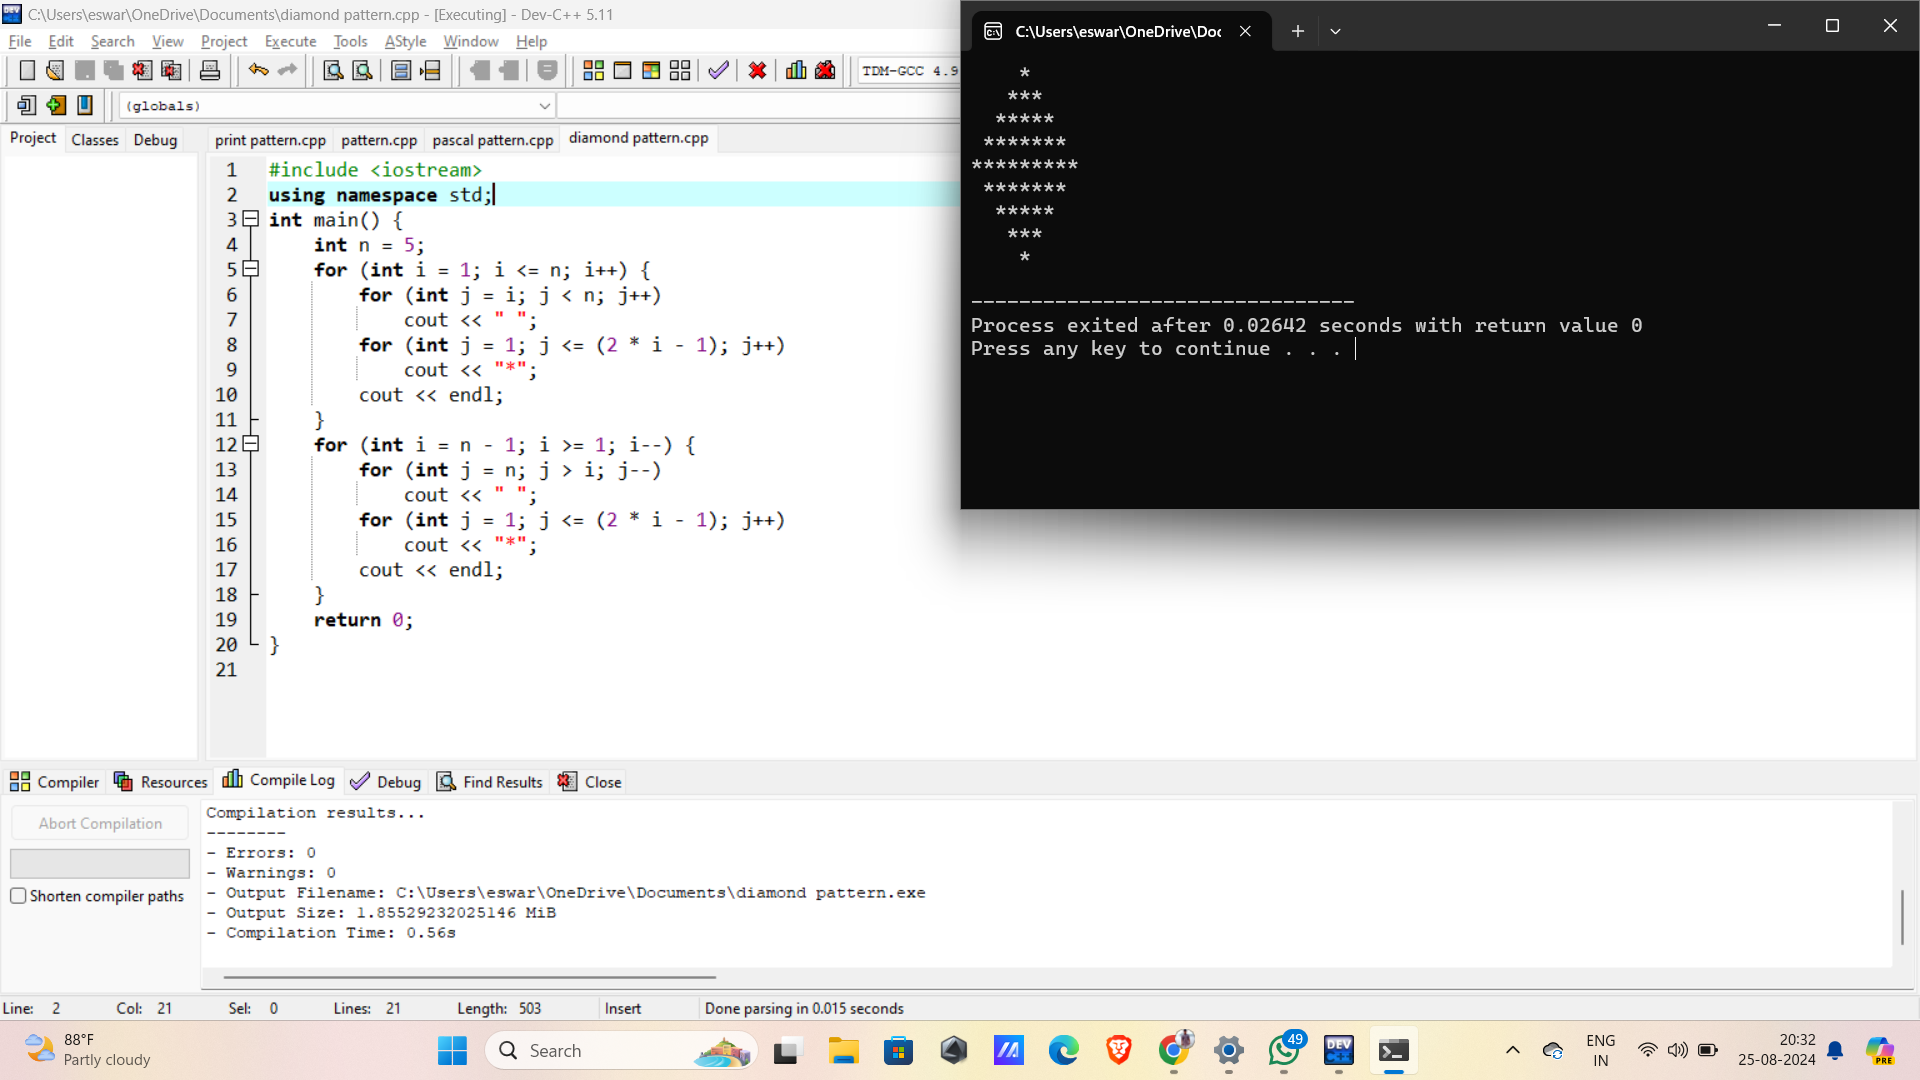 C:\Users\eswar\OneDrive\Documents\diamond pattern.cpp - [Executing] - Dev-C++ 5.11
File Edit Search View Project Execute Tools AStyle Window Help
TDM-GCC 4.9
(globals)
Project Classes Debug
print pattern.cpp pattern.cpp pascal pattern.cpp diamond pattern.cpp
1 #include <iostream>
2 using namespace std;
3 int main() {
4     int n = 5;
5     for (int i = 1; i <= n; i++) {
6         for (int j = i; j < n; j++)
7             cout << " ";
8         for (int j = 1; j <= (2 * i - 1); j++)
9             cout << "*";
10         cout << endl;
11     }
12     for (int i = n - 1; i >= 1; i--) {
13         for (int j = n; j > i; j--)
14             cout << " ";
15         for (int j = 1; j <= (2 * i - 1); j++)
16             cout << "*";
17         cout << endl;
18     }
19     return 0;
20 }
21
C:\Users\eswar\OneDrive\Doc
    *
   ***
  *****
 *******
*********
 *******
  *****
   ***
    *
--------------------------------
Process exited after 0.02642 seconds with return value 0
Press any key to continue . . .
Compiler Resources Compile Log Debug Find Results Close
Abort Compilation
Shorten compiler paths
Compilation results...
--------
- Errors: 0
- Warnings: 0
- Output Filename: C:\Users\eswar\OneDrive\Documents\diamond pattern.exe
- Output Size: 1.85529232025146 MiB
- Compilation Time: 0.56s
Line: 2 Col: 21 Sel: 0 Lines: 21 Length: 503 Insert Done parsing in 0.015 seconds
88°F
Partly cloudy
Search
49
DEV
C++
ENG
IN
20:32
25-08-2024
PRE